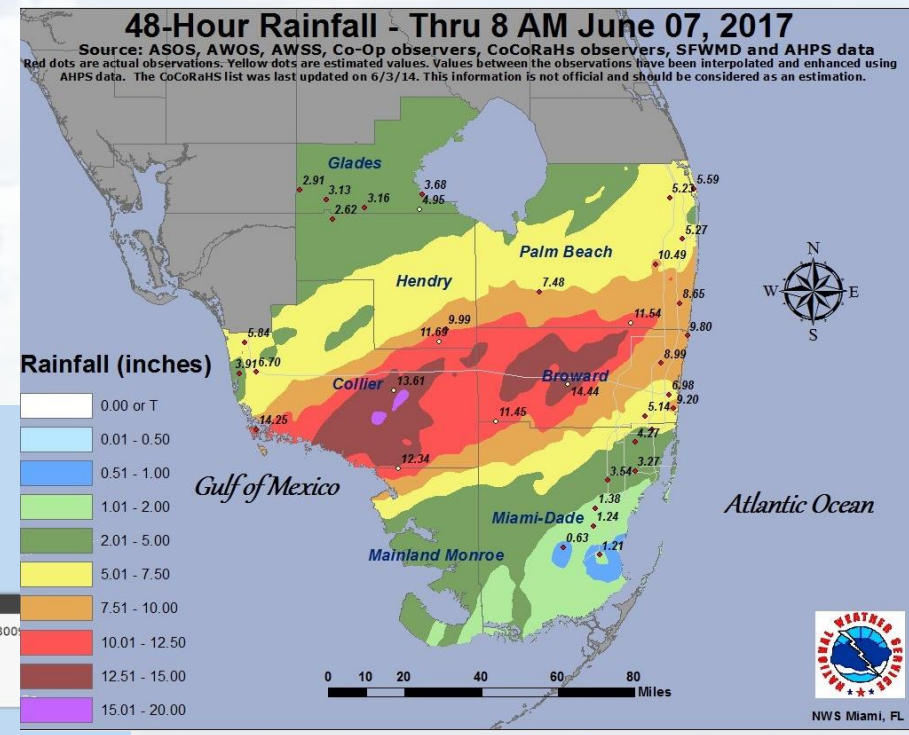 48-Hour Rainfall - Thru 8 AM June 07, 2017
Source: ASOS, AWOS, AWSS, Co-Op observers, CoCoRaHs observers, SFWMD and AHPS data
Red dots are actual observations. Yellow dots are estimated values. Values between the observations have been interpolated and enhanced using
AHPS data. The CoCoRaHS list was last updated on 6/3/14. This information is not official and should be considered as an estimation.
Glades
2.91
3.13
3.16
2.62
3.68
4.95
5.23
5.59
5.27
Palm Beach
10.49
Hendry
7.48
8.65
N
W
E
S
9.99
11.69
11.54
9.80
5.84
3.91
6.70
8.99
Collier
13.61
Broward
14.44
6.98
9.20
5.14
11.45
14.25
4.27
12.34
3.27
3.54
Gulf of Mexico
Atlantic Ocean
1.38
Miami-Dade
1.24
0.63
1.21
Mainland Monroe
Rainfall (inches)
0.00 or T
0.01 - 0.50
0.51 - 1.00
1.01 - 2.00
2.01 - 5.00
5.01 - 7.50
7.51 - 10.00
10.01 - 12.50
12.51 - 15.00
15.01 - 20.00
0 10 20 40 60 80
Miles
NATIONAL WEATHER SERVICE
NWS Miami, FL